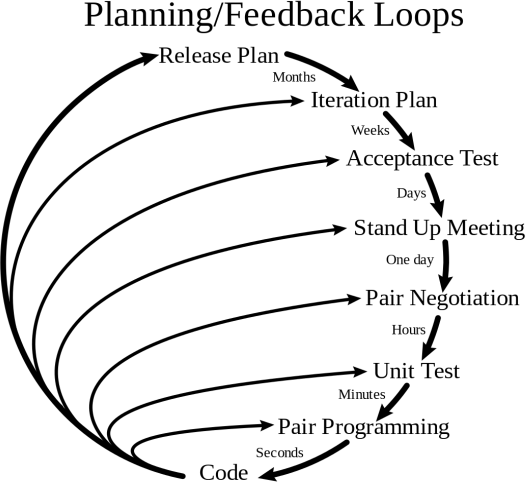 Planning/Feedback Loops
Release Plan
Months
Iteration Plan
Weeks
Acceptance Test
Days
Stand Up Meeting
One day
Pair Negotiation
Hours
Unit Test
Minutes
Pair Programming
Seconds
Code